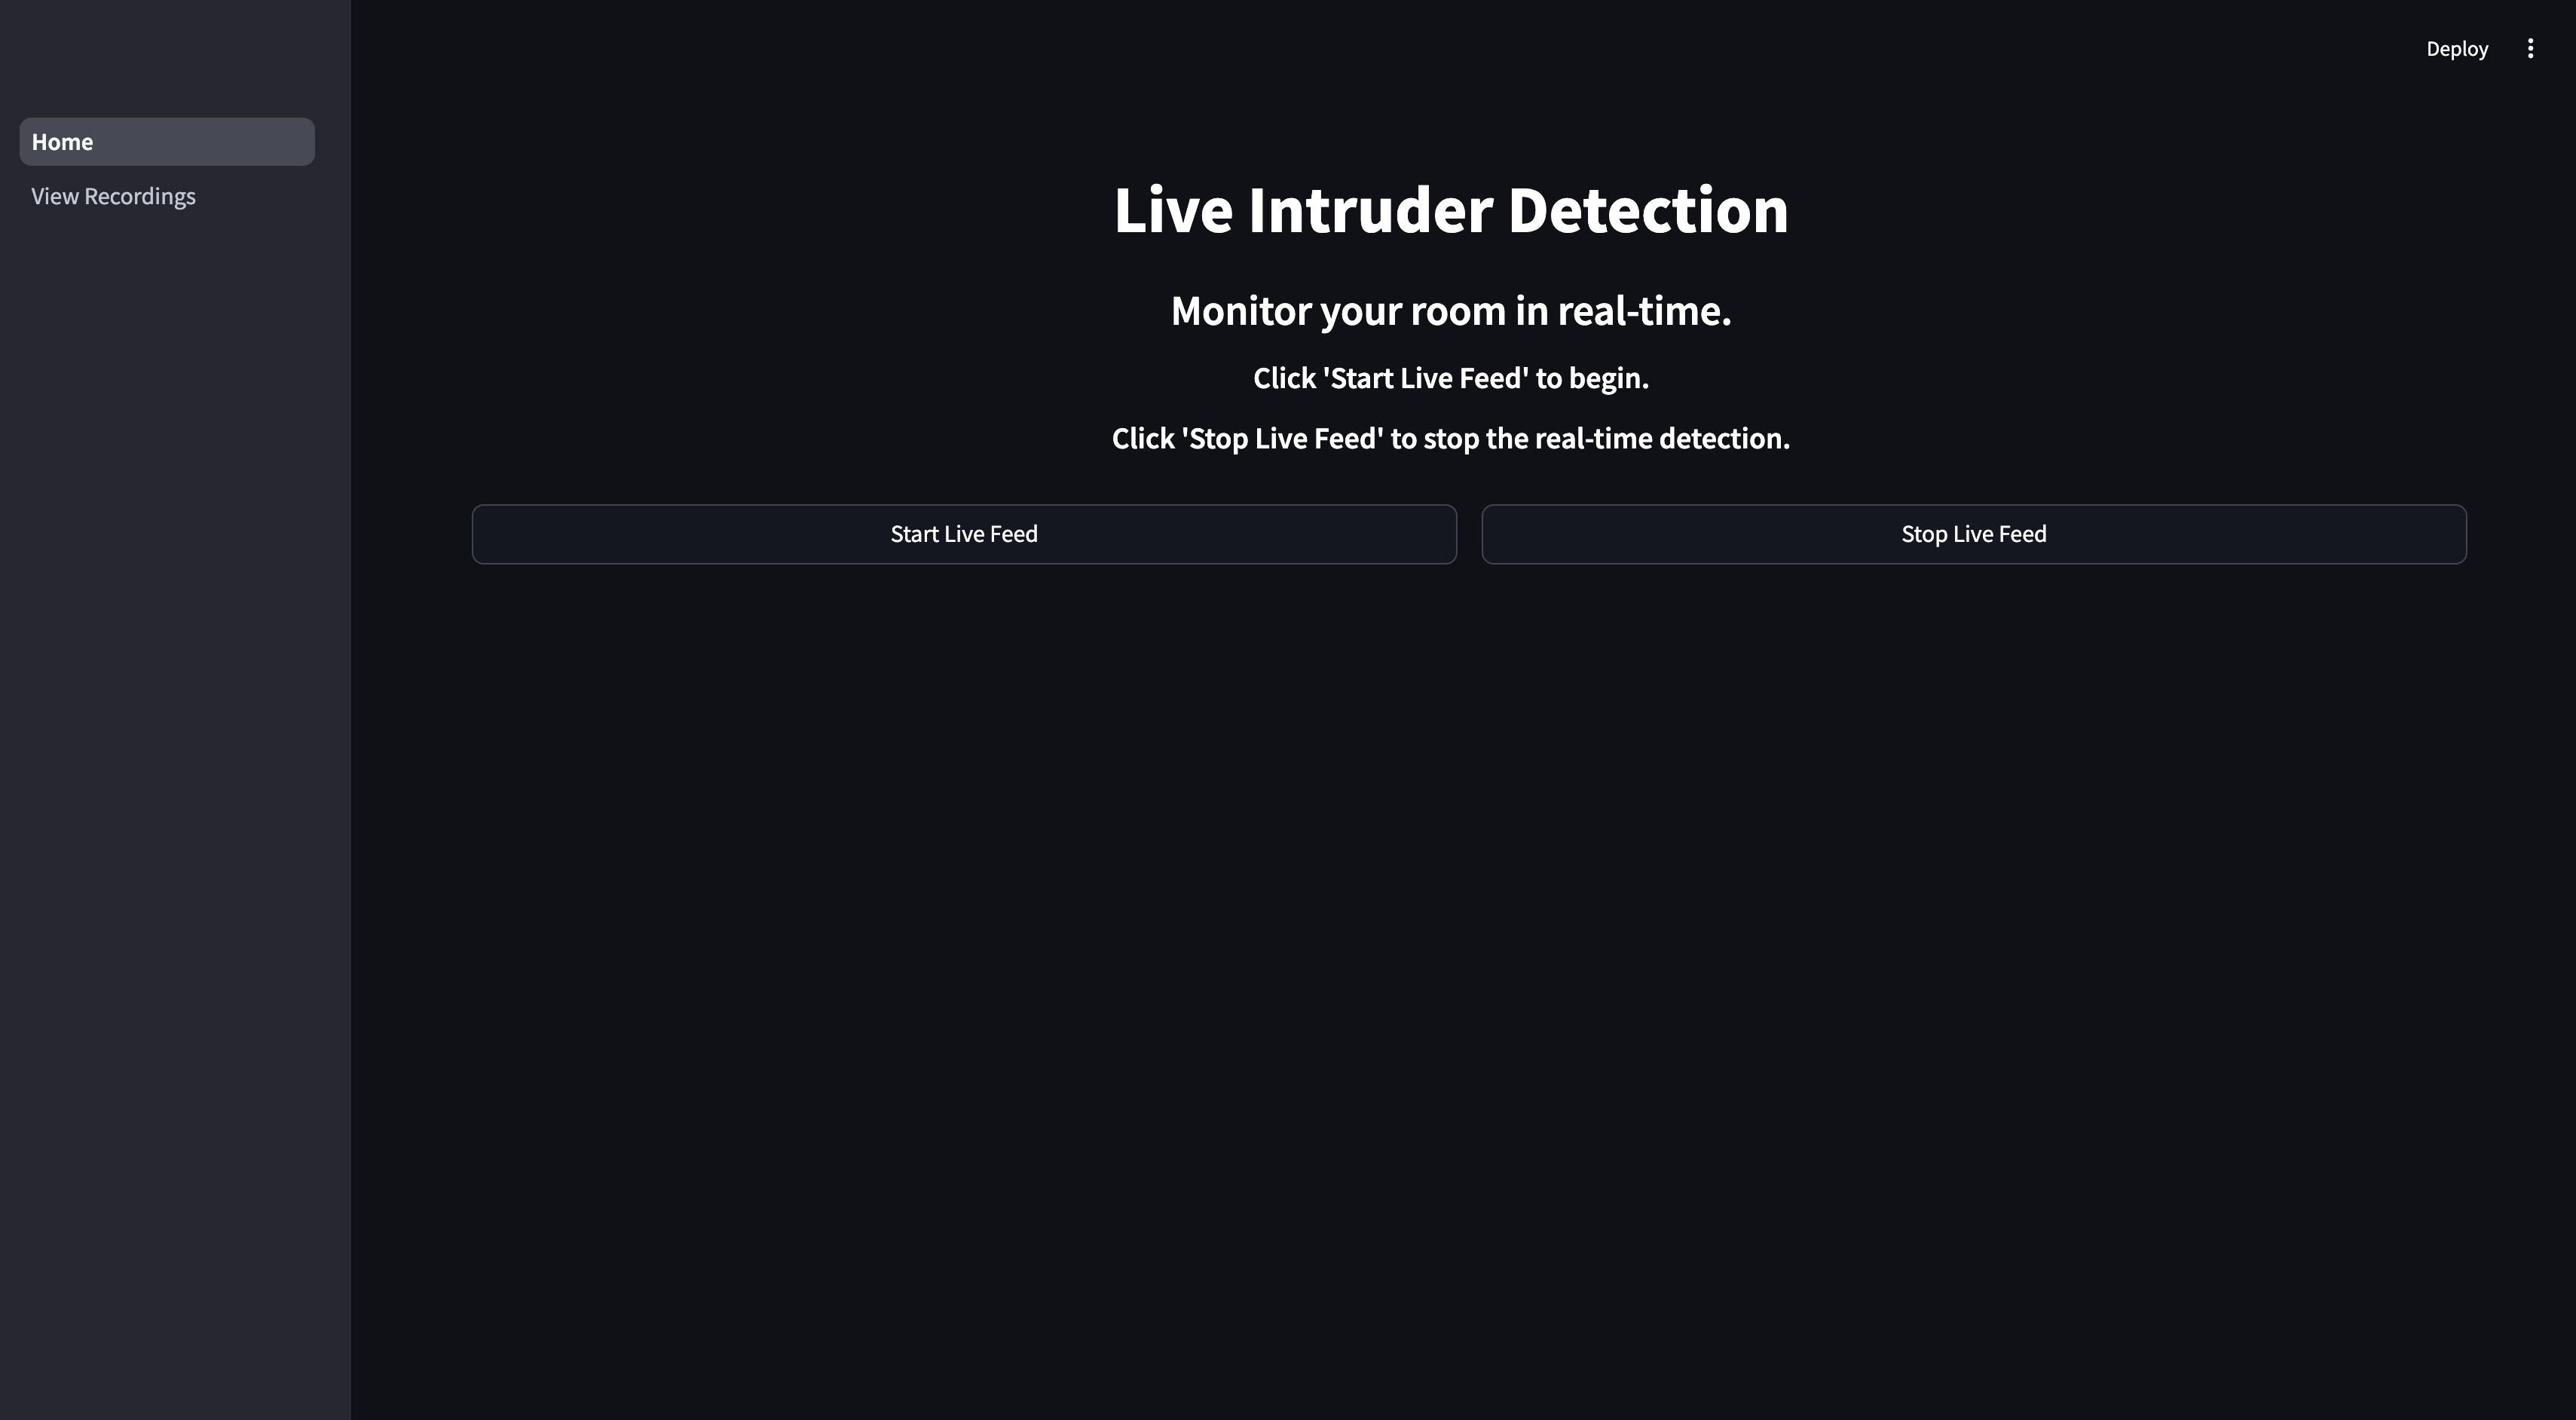 Deploy
Home
View Recordings
Live Intruder Detection
Monitor your room in real-time.
Click 'Start Live Feed' to begin.
Click 'Stop Live Feed' to stop the real-time detection.
Start Live Feed
Stop Live Feed